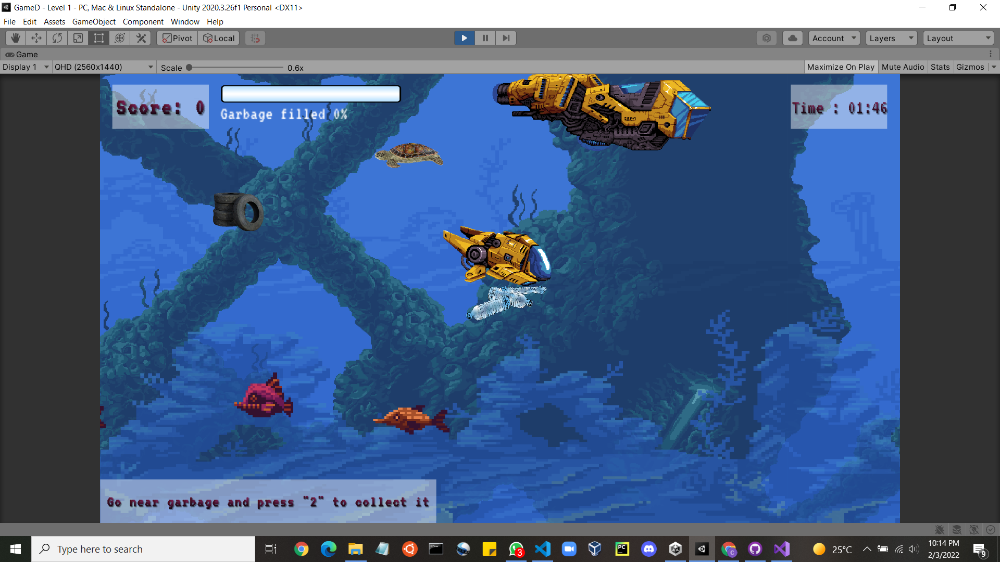 GameD - Level 1 - PC, Mac & Linux Standalone - Unity 2020.3.26f1 Personal <DX11>
File Edit Assets GameObject Component Window Help
Pivot Local Account Layers Layout
Game
Display 1 QHD (2560x1440) Scale 0.6x Maximize On Play Mute Audio Stats Gizmos
Score: 0
Garbage filled 0%
Time : 01:46
Go near garbage and press "2" to collect it
Type here to search
3
PC
C
25°C
10:14 PM
2/3/2022
9